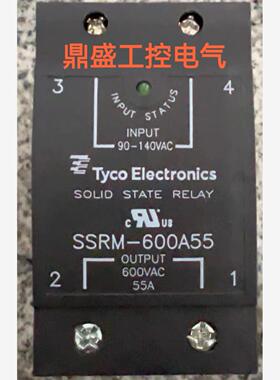 鼎盛工控电气
3 4
INPUT STATUS
INPUT
90-140VAC
Tyco Electronics
SOLID STATE RELAY
c RU US
SSRM-600A55
OUTPUT
2 600VAC 1
55A